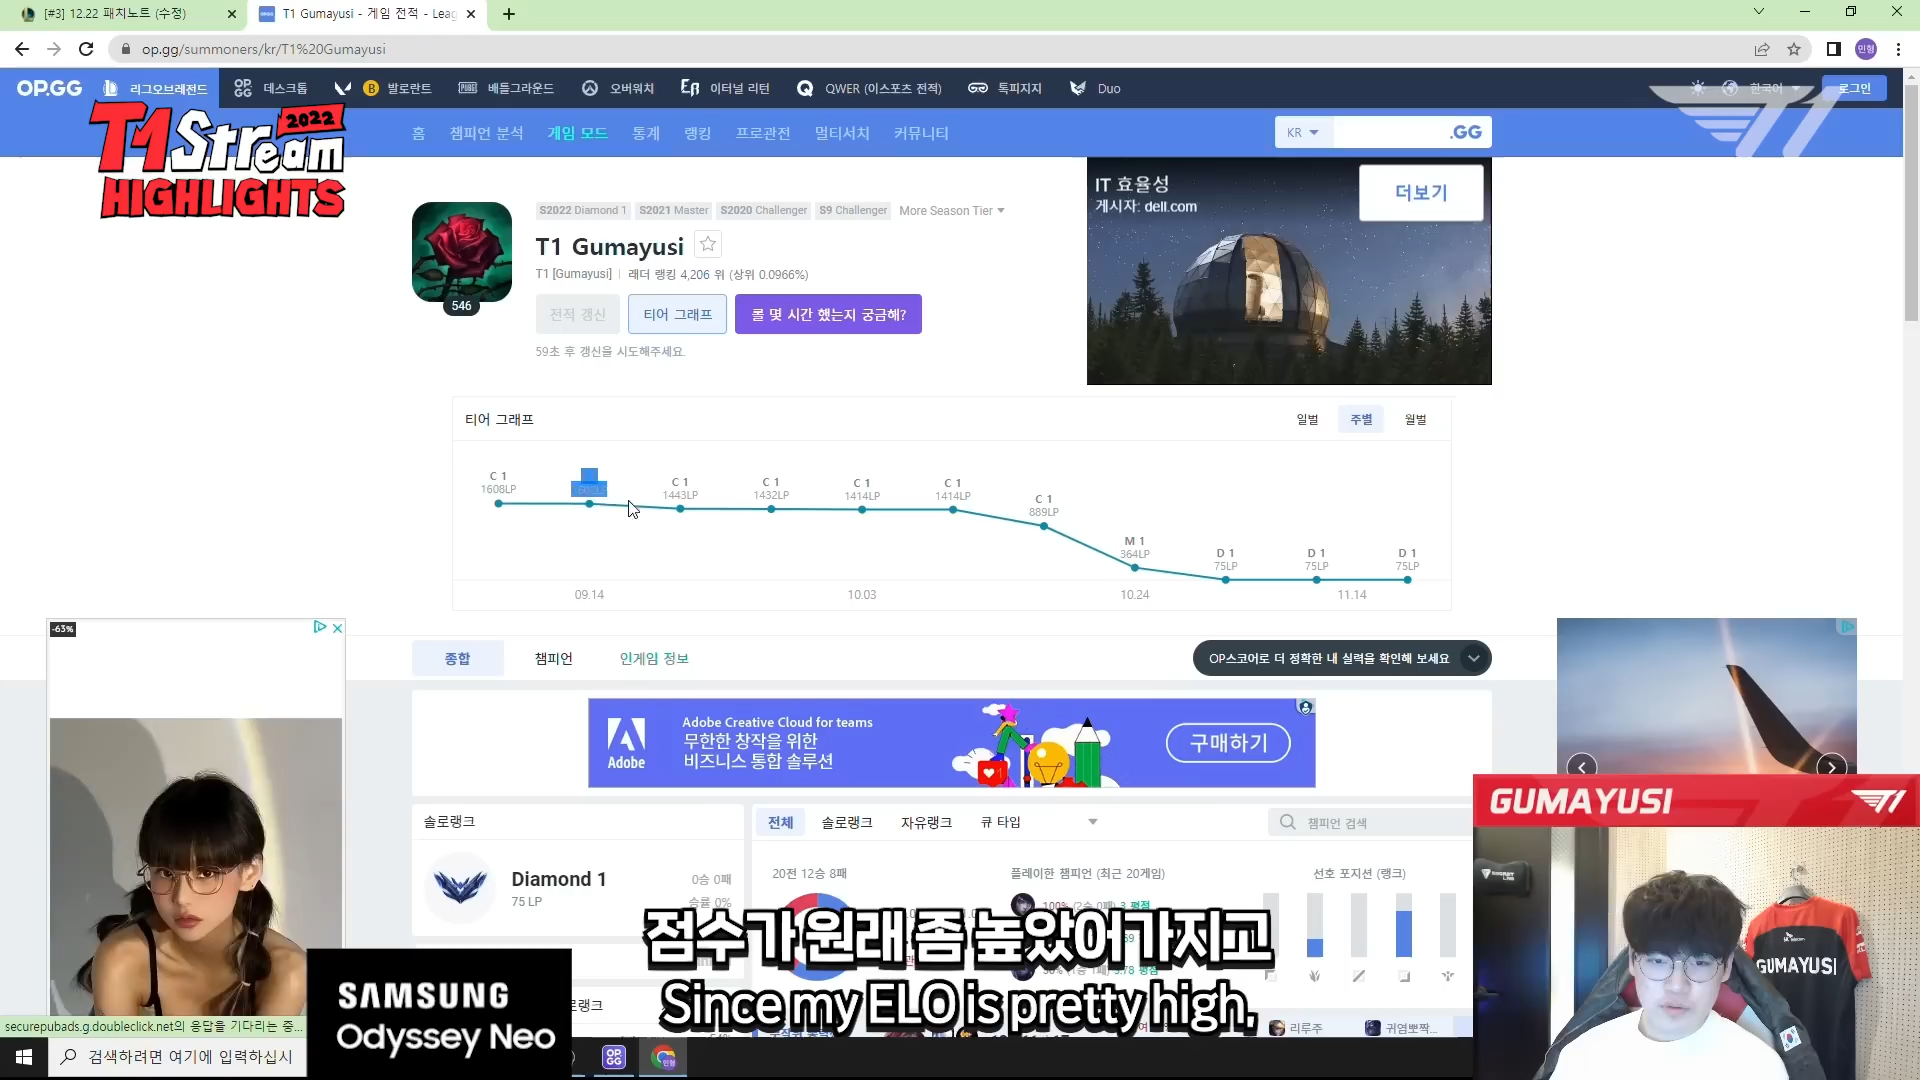 [#3] 12.22 패치노트 (수정)
T1 Gumayusi - 게임 전적 - Leag
op.gg/summoners/kr/T1%20Gumayusi
민형
OP.GG 리그오브레전드 데스크톱 발로란트 배틀그라운드 오버워치 이터널 리턴 QWER (이스포츠 전적) 톡피지지 Duo 한국어 로그인
홈 챔피언 분석 게임 모드 통계 랭킹 프로관전 멀티서치 커뮤니티
KR .GG
T1
T1 Stream 2022
HIGHLIGHTS
S2022 Diamond 1 S2021 Master S2020 Challenger S9 Challenger More Season Tier
T1 Gumayusi
T1 [Gumayusi] 래더 랭킹 4,206 위 (상위 0.0966%)
546
전적 갱신 티어 그래프 롤 몇 시간 했는지 궁금해?
59초 후 갱신을 시도해주세요.
IT 효율성
게시자: dell.com
더보기
티어 그래프 일별 주별 월별
C 1 C 1 C 1 C 1 C 1 C 1 M 1 D 1 D 1 D 1
1608LP 1443LP 1432LP 1414LP 1414LP 889LP 364LP 75LP 75LP 75LP
09.14 10.03 10.24 11.14
종합 챔피언 인게임 정보
OP스코어로 더 정확한 내 실력을 확인해 보세요
-63%
Adobe
Adobe Creative Cloud for teams
무한한 창작을 위한
비즈니스 통합 솔루션
구매하기
솔로랭크
Diamond 1 0승 0패
75 LP 승률 0%
전체 솔로랭크 자유랭크 큐 타입 챔피언 검색
20전 12승 8패 플레이한 챔피언 (최근 20게임) 선호 포지션 (랭크)
리루주 귀염뽀짝...
GUMAYUSI T1
GUMAYUSI
점수가 원래 좀 높았어가지고
Since my ELO is pretty high,
SAMSUNG
Odyssey Neo
securepubads.g.doubleclick.net의 응답을 기다리는 중...
검색하려면 여기에 입력하십시